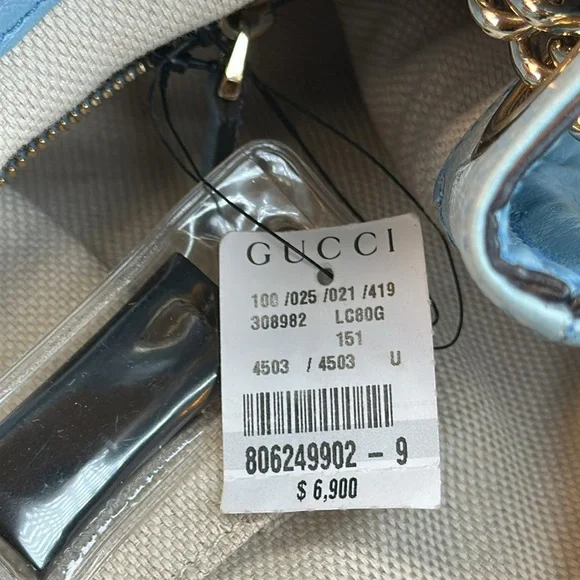 GUCCI
100 /025 /021 /419
308982 LC80G
151
4503 / 4503 U
806249902 - 9
$ 6,900